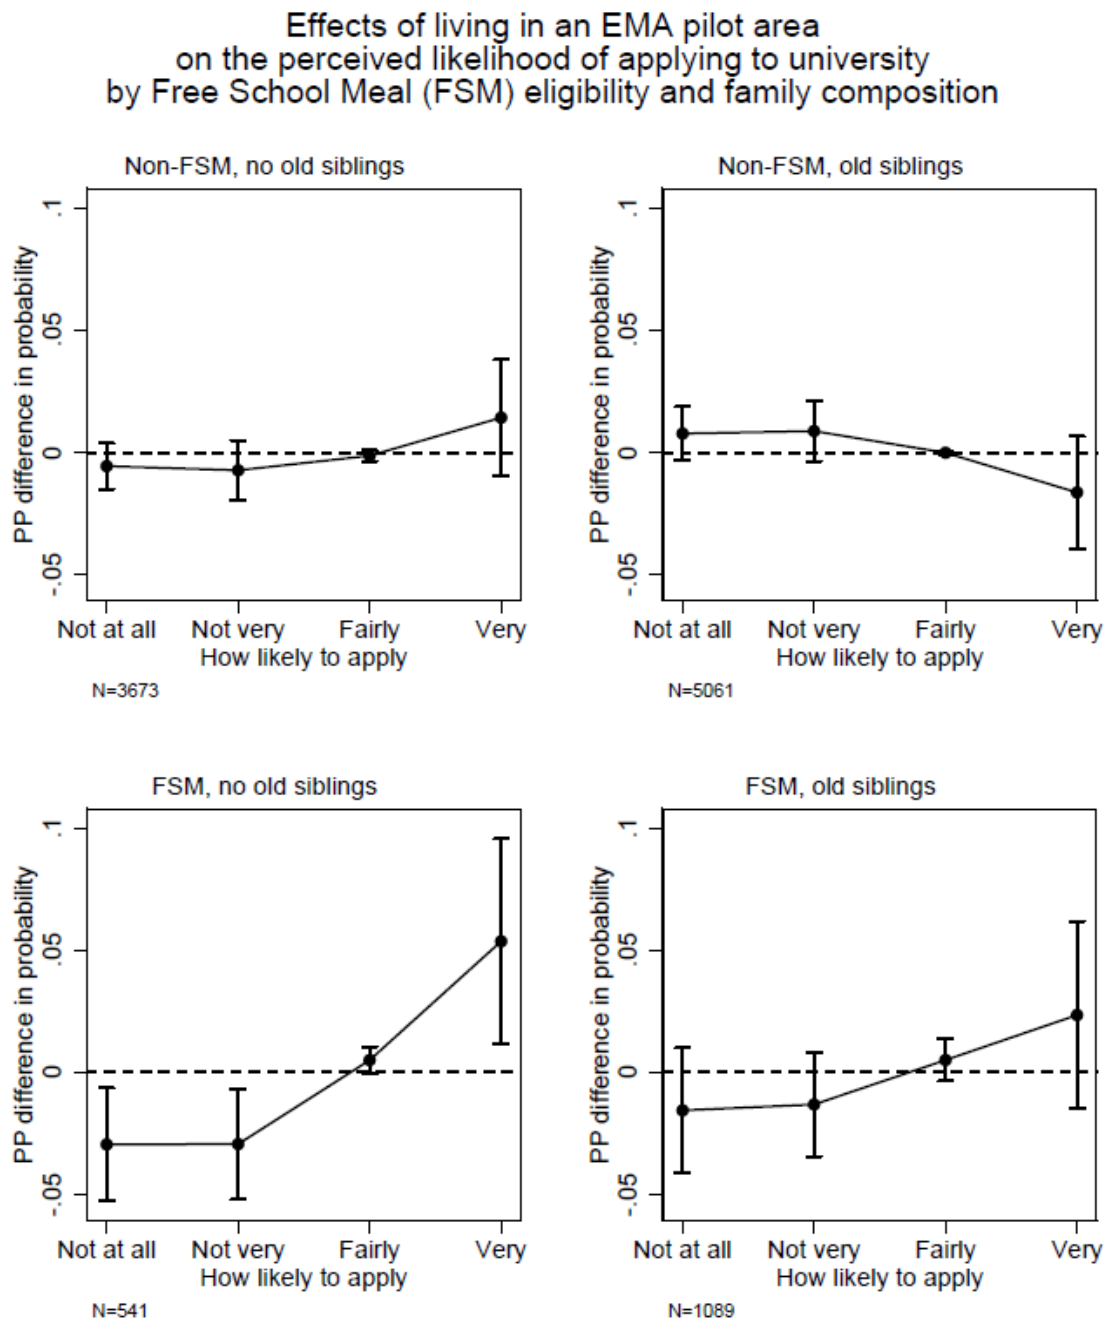 Effects of living in an EMA pilot area
on the perceived likelihood of applying to university
by Free School Meal (FSM) eligibility and family composition
Non-FSM, no old siblings
PP difference in probability
.1
.05
0
-.05
Not at all Not very Fairly Very
How likely to apply
N=3673
Non-FSM, old siblings
PP difference in probability
.1
.05
0
-.05
Not at all Not very Fairly Very
How likely to apply
N=5061
FSM, no old siblings
PP difference in probability
.1
.05
0
-.05
Not at all Not very Fairly Very
How likely to apply
N=541
FSM, old siblings
PP difference in probability
.1
.05
0
-.05
Not at all Not very Fairly Very
How likely to apply
N=1089